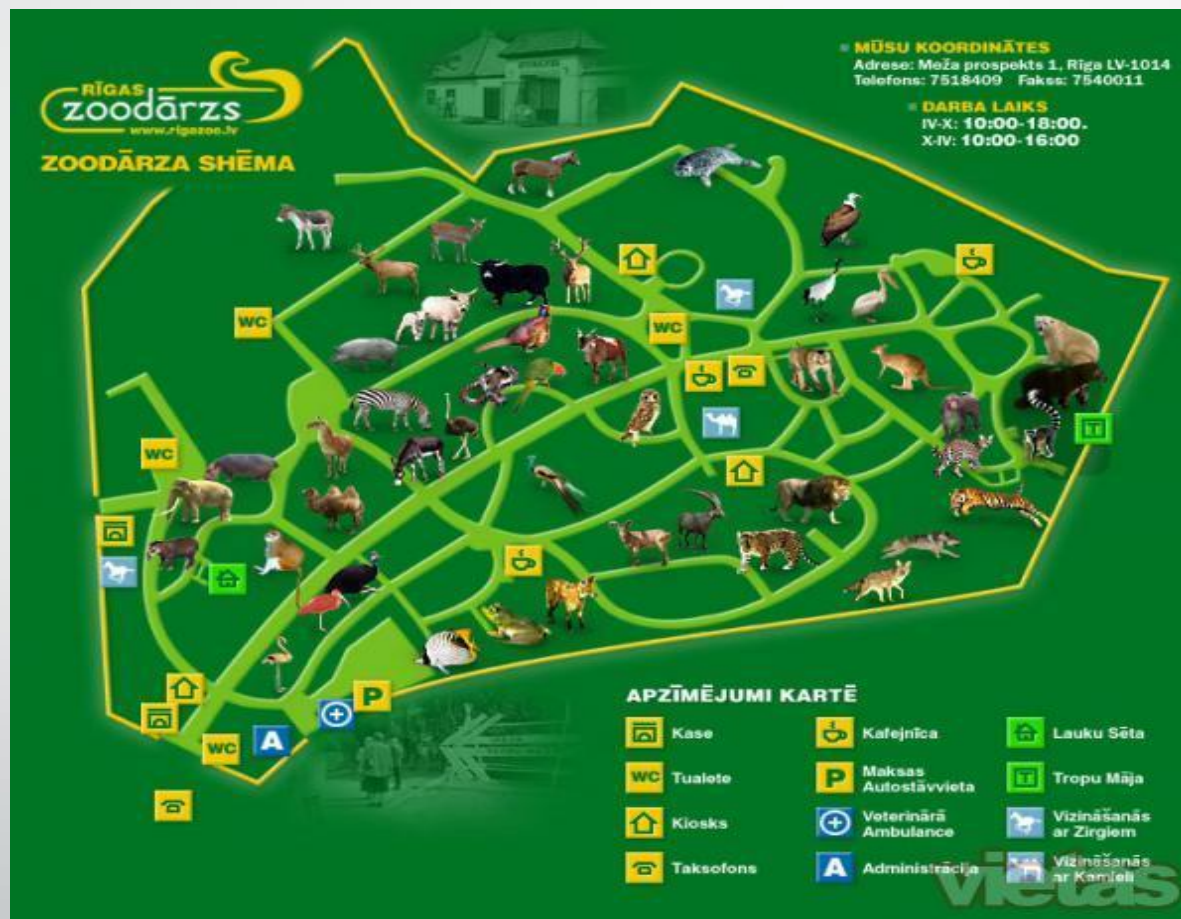 RĪGAS
zoodārzs
www.rigazoo.lv
ZOODĀRZA SHĒMA
MŪSU KOORDINĀTES
Adrese: Meža prospekts 1, Rīga LV-1014
Telefons: 7518409 Fakss: 7540011
DARBA LAIKS
IV-X: 10:00-18:00.
X-IV: 10:00-16:00
WC
WC
WC
T
P
WC
A
APZĪMĒJUMI KARTĒ
Kase
WC Tualete
Kiosks
Taksofons
Kafejnīca
P Maksas
Autostāvvieta
Veterinārā
Ambulance
A Administrācija
Lauku Sēta
T Tropu Māja
Vizināšanās
ar Zirgiem
Vizināšanās
ar Kamieli
vietas